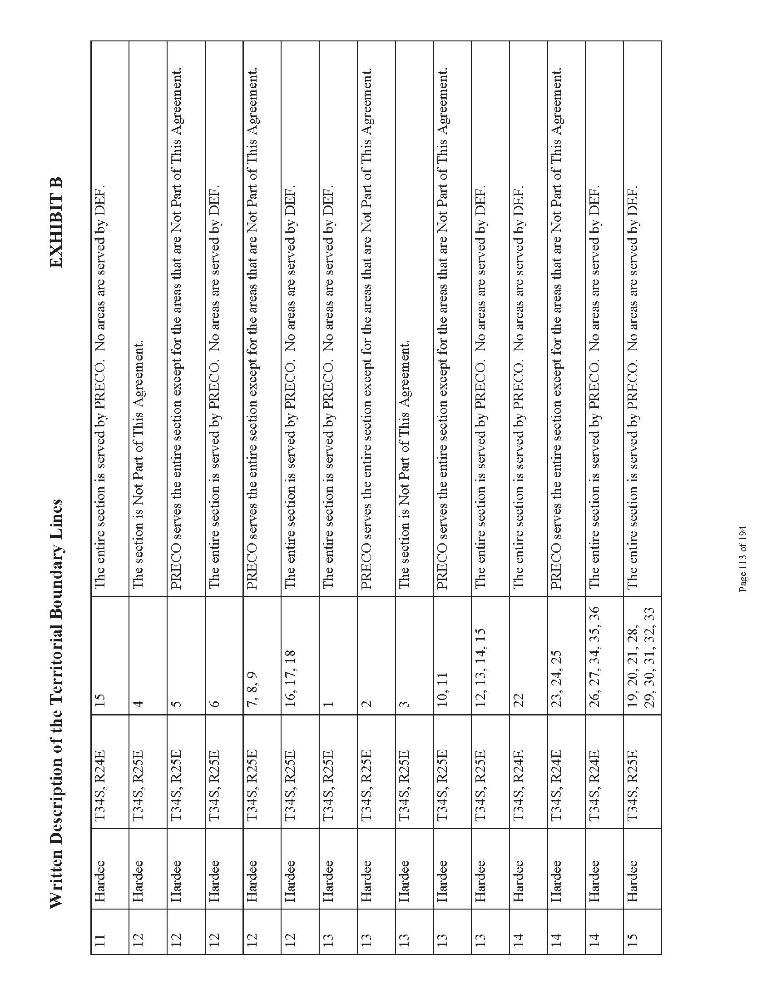 Written Description of the Territorial Boundary Lines EXHIBIT B
11 Hardee T34S, R24E 15 The entire section is served by PRECO.  No areas are served by DEF.
12 Hardee T34S, R25E 4 The section is Not Part of This Agreement.
12 Hardee T34S, R25E 5 PRECO serves the entire section except for the areas that are Not Part of This Agreement.
12 Hardee T34S, R25E 6 The entire section is served by PRECO.  No areas are served by DEF.
12 Hardee T34S, R25E 7, 8, 9 PRECO serves the entire section except for the areas that are Not Part of This Agreement.
12 Hardee T34S, R25E 16, 17, 18 The entire section is served by PRECO.  No areas are served by DEF.
13 Hardee T34S, R25E 1 The entire section is served by PRECO.  No areas are served by DEF.
13 Hardee T34S, R25E 2 PRECO serves the entire section except for the areas that are Not Part of This Agreement.
13 Hardee T34S, R25E 3 The section is Not Part of This Agreement.
13 Hardee T34S, R25E 10, 11 PRECO serves the entire section except for the areas that are Not Part of This Agreement.
13 Hardee T34S, R25E 12, 13, 14, 15 The entire section is served by PRECO.  No areas are served by DEF.
14 Hardee T34S, R24E 22 The entire section is served by PRECO.  No areas are served by DEF.
14 Hardee T34S, R24E 23, 24, 25 PRECO serves the entire section except for the areas that are Not Part of This Agreement.
14 Hardee T34S, R24E 26, 27, 34, 35, 36 The entire section is served by PRECO.  No areas are served by DEF.
15 Hardee T34S, R25E 19, 20, 21, 28, The entire section is served by PRECO.  No areas are served by DEF.
29, 30, 31, 32, 33
Page 113 of 194